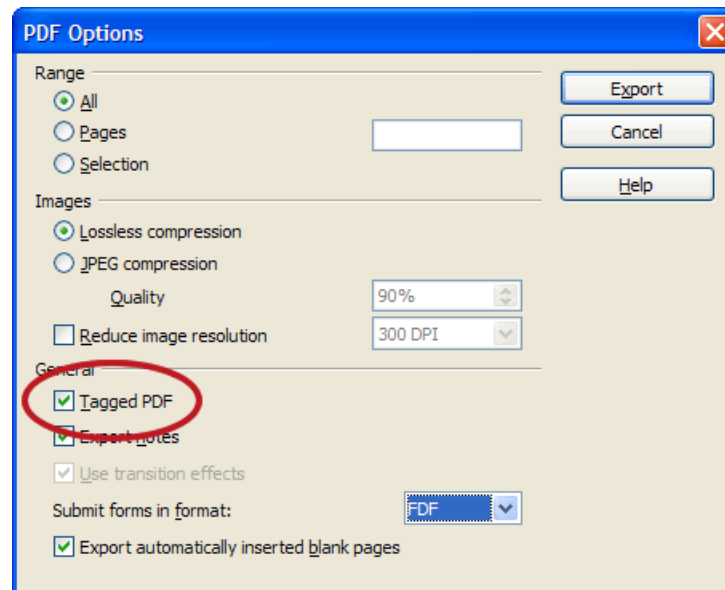 PDF Options
Range
All
Pages
Selection
Export
Cancel
Help
Images
Lossless compression
JPEG compression
Quality
90%
Reduce image resolution
300 DPI
General
Tagged PDF
Export notes
Use transition effects
Submit forms in format:
FDF
Export automatically inserted blank pages